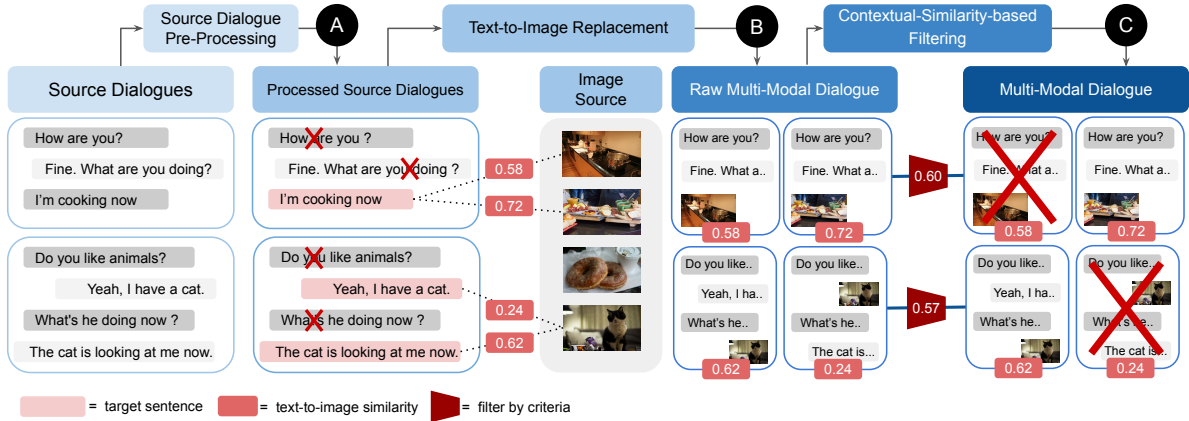 Source Dialogue
Pre-Processing
A
Text-to-Image Replacement
B
Contextual-Similarity-based
Filtering
C
Source Dialogues
Processed Source Dialogues
Image
Source
Raw Multi-Modal Dialogue
Multi-Modal Dialogue
How are you?
Fine. What are you doing?
I'm cooking now
Do you like animals?
Yeah, I have a cat.
What's he doing now ?
The cat is looking at me now.
How are you ?
Fine. What are you doing ?
I'm cooking now
Do you like animals?
Yeah, I have a cat.
What's he doing now ?
The cat is looking at me now.
0.58
0.72
0.24
0.62
How are you?
Fine. What a..
0.58
How are you?
Fine. What a..
0.72
Do you like..
Yeah, I ha..
What's he..
0.62
Do you like..
What's he..
The cat is...
0.24
0.60
0.57
How are you?
Fine. What a..
0.58
How are you?
Fine. What a..
0.72
Do you like..
Yeah, I ha..
What's he..
0.62
Do you like..
What's he..
The cat is...
0.24
= target sentence
= text-to-image similarity
= filter by criteria